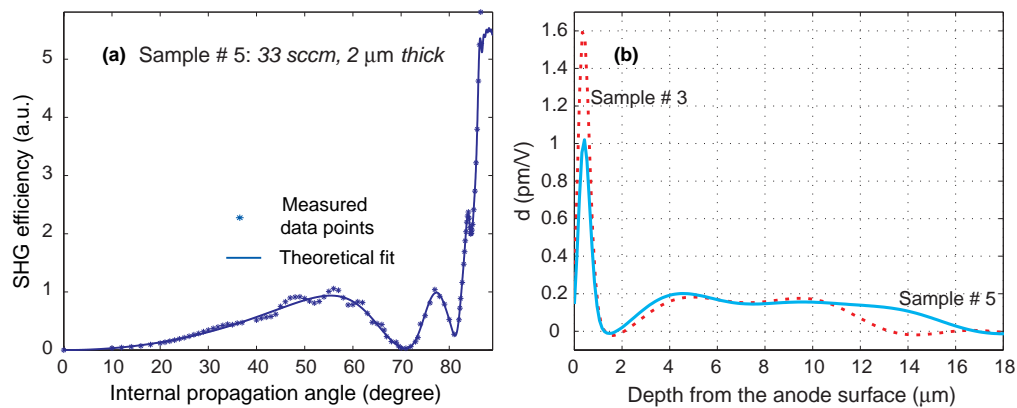 (a) Sample # 5: 33 sccm, 2 μm thick
SHG efficiency (a.u.)
5
4
3
2
1
0
Measured
data points
Theoretical fit
0 10 20 30 40 50 60 70 80
Internal propagation angle (degree)
(b)
Sample # 3
d (pm/V)
1.6
1.4
1.2
1
0.8
0.6
0.4
0.2
0
Sample # 5
0 2 4 6 8 10 12 14 16 18
Depth from the anode surface (μm)